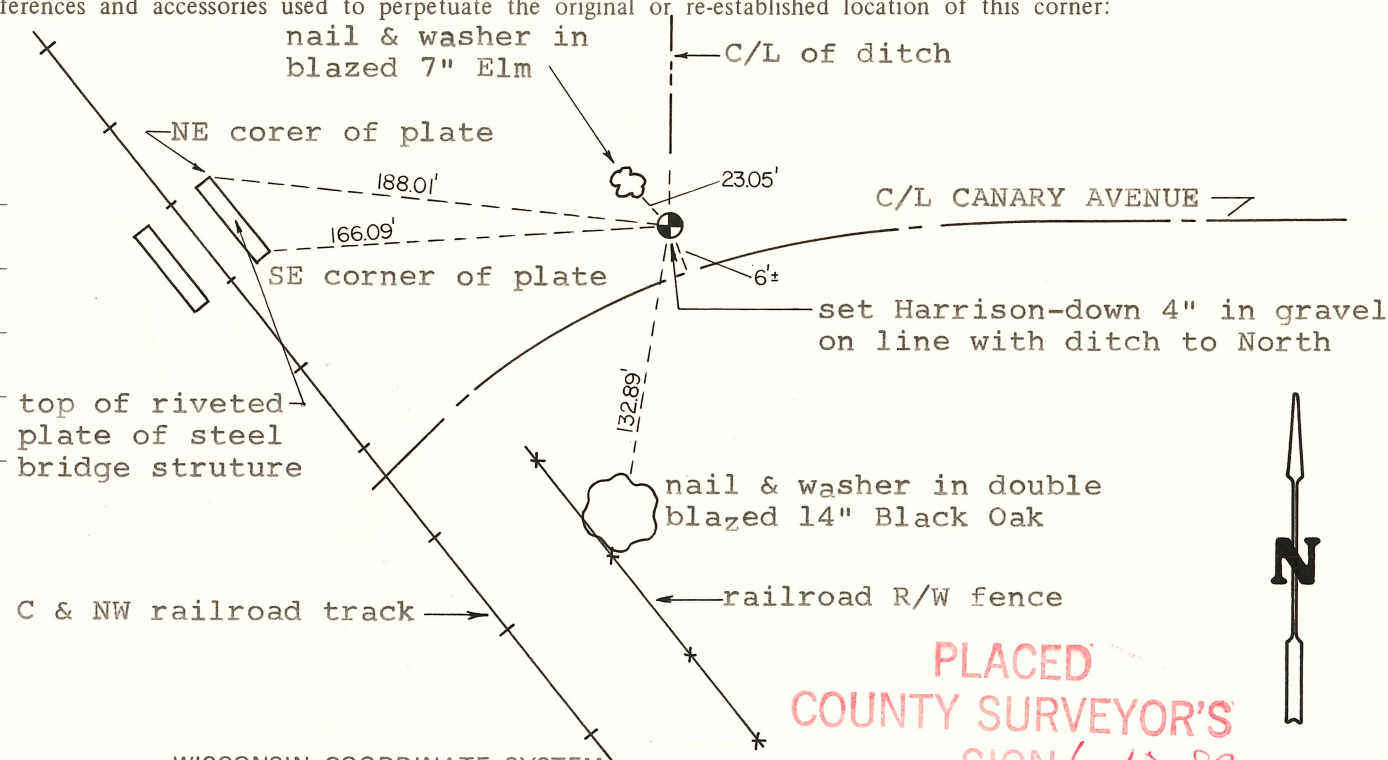 ferences and accessories used to perpetuate the original or re-established location of this corner:
nail & washer in
blazed 7" Elm
C/L of ditch
NE corer of plate
188.01'
23.05'
C/L CANARY AVENUE
166.09'
SE corner of plate
6'±
set Harrison-down 4" in gravel
on line with ditch to North
132.89'
top of riveted
plate of steel
bridge struture
nail & washer in double
blazed 14" Black Oak
N
C & NW railroad track
railroad R/W fence
PLACED
COUNTY SURVEYOR'S
SIGN
WISCONSIN COORDINATE SYSTEM